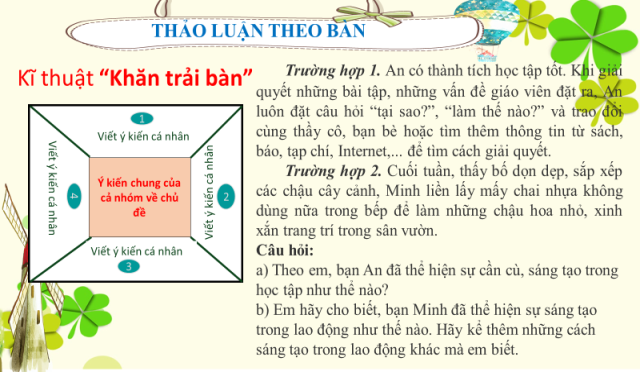 THẢO LUẬN THEO BÀN
Kĩ thuật “Khăn trải bàn”
1
Viết ý kiến cá nhân
Viết ý kiến cá nhân
4
Ý kiến chung của
cả nhóm về chủ
đề
Viết ý kiến cá nhân
2
Viết ý kiến cá nhân
3
Trường hợp 1. An có thành tích học tập tốt. Khi giải
quyết những bài tập, những vấn đề giáo viên đặt ra, An
luôn đặt câu hỏi “tại sao?”, “làm thế nào?” và trao đổi
cùng thầy cô, bạn bè hoặc tìm thêm thông tin từ sách,
báo, tạp chí, Internet,... để tìm cách giải quyết.
Trường hợp 2. Cuối tuần, thấy bố dọn dẹp, sắp xếp
các chậu cây cảnh, Minh liền lấy mấy chai nhựa không
dùng nữa trong bếp để làm những chậu hoa nhỏ, xinh
xắn trang trí trong sân vườn.
Câu hỏi:
a) Theo em, bạn An đã thể hiện sự cần cù, sáng tạo trong
học tập như thế nào?
b) Em hãy cho biết, bạn Minh đã thể hiện sự sáng tạo
trong lao động như thế nào. Hãy kể thêm những cách
sáng tạo trong lao động khác mà em biết.